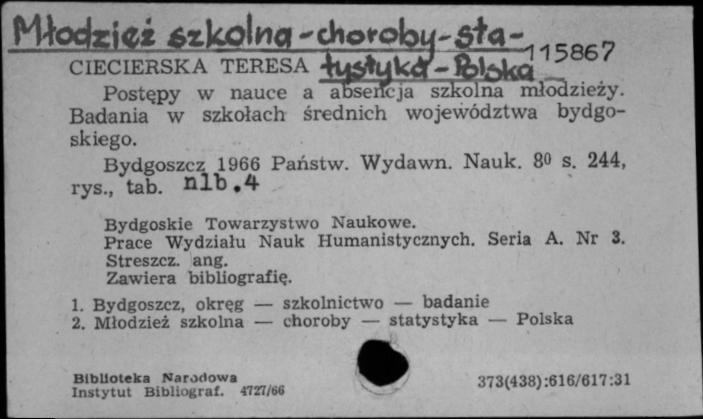 Młodzież szkolna-choroby-sta-
tystyka-Polska
115867
CIECIERSKA TERESA
Postępy w nauce a absencja szkolna młodzieży.
Badania w szkołach średnich województwa bydgo-
skiego.
Bydgoszcz 1966 Państw. Wydawn. Nauk. 8⁰ s. 244,
rys., tab. nlb.4
Bydgoskie Towarzystwo Naukowe.
Prace Wydziału Nauk Humanistycznych. Seria A. Nr 3.
Streszcz. ang.
Zawiera bibliografię.
1. Bydgoszcz, okręg — szkolnictwo — badanie
2. Młodzież szkolna — choroby — statystyka — Polska
Biblioteka Narodowa
Instytut Bibliograf. 4727/66
373(438):616/617:31